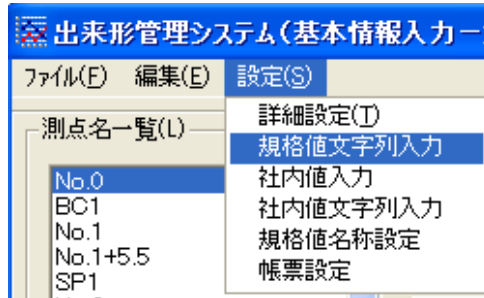 出来形管理システム(基本情報入力ー
ファイル(F) 編集(E) 設定(S)
詳細設定(T)
規格値文字列入力
社内値入力
社内値文字列入力
規格値名称設定
帳票設定
測点名一覧(L)
No.0
BC1
No.1
No.1+5.5
SP1